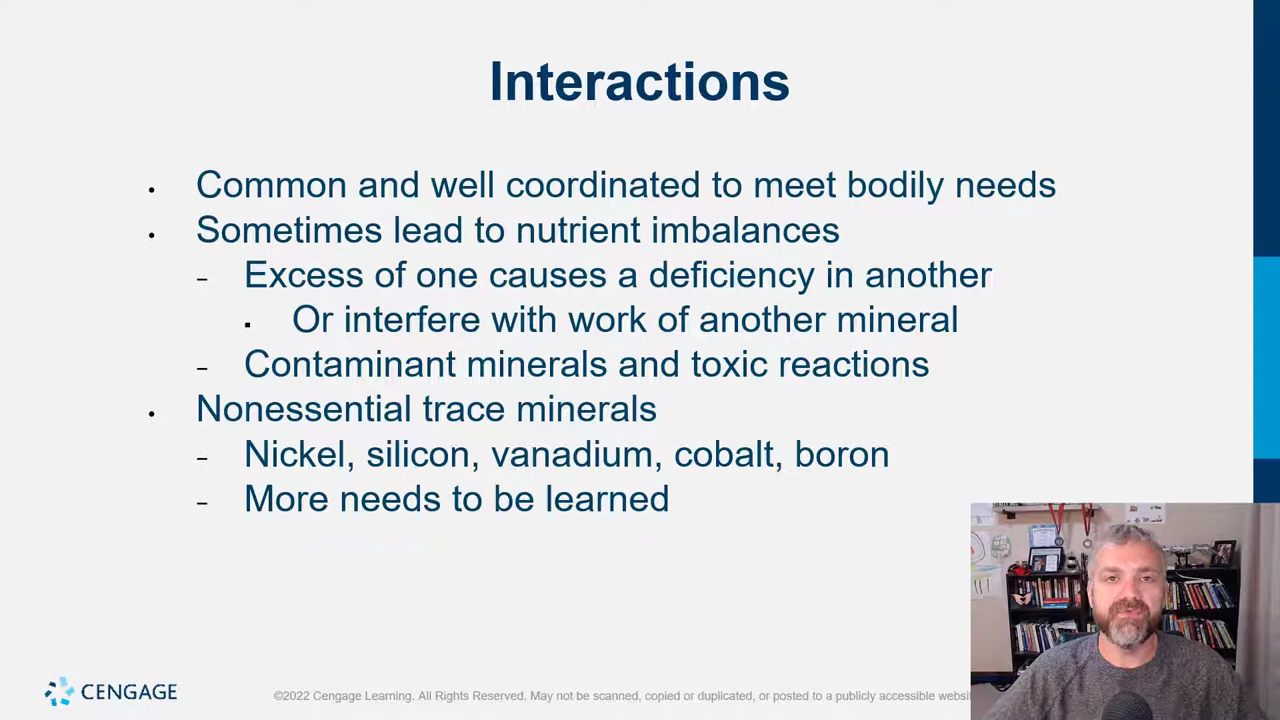 Interactions
• Common and well coordinated to meet bodily needs
• Sometimes lead to nutrient imbalances
– Excess of one causes a deficiency in another
▪ Or interfere with work of another mineral
– Contaminant minerals and toxic reactions
• Nonessential trace minerals
– Nickel, silicon, vanadium, cobalt, boron
– More needs to be learned
CENGAGE
©2022 Cengage Learning. All Rights Reserved. May not be scanned, copied or duplicated, or posted to a publicly accessible